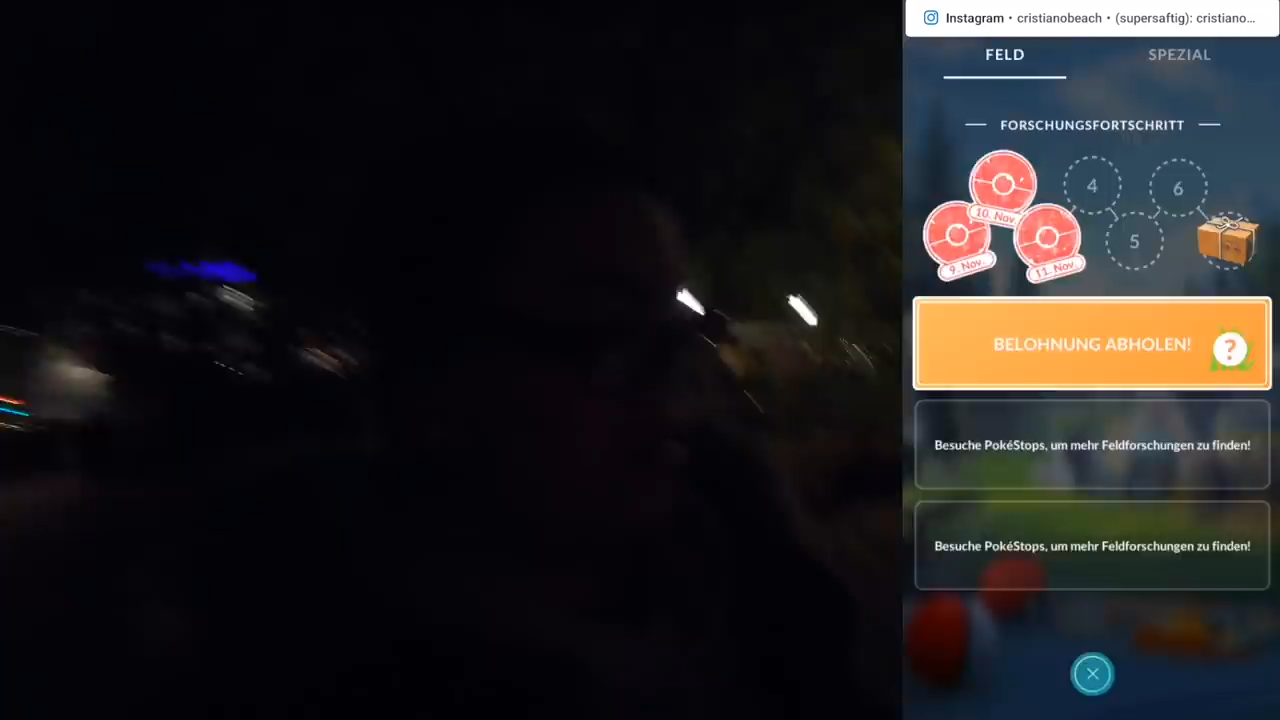 Instagram • cristianobeach • (supersaftig): cristiano...
FELD
SPEZIAL
FORSCHUNGSFORTSCHRITT
4
6
10. Nov.
5
9. Nov.
11. Nov.
BELOHNUNG ABHOLEN!
?
Besuche PokéStops, um mehr Feldforschungen zu finden!
Besuche PokéStops, um mehr Feldforschungen zu finden!